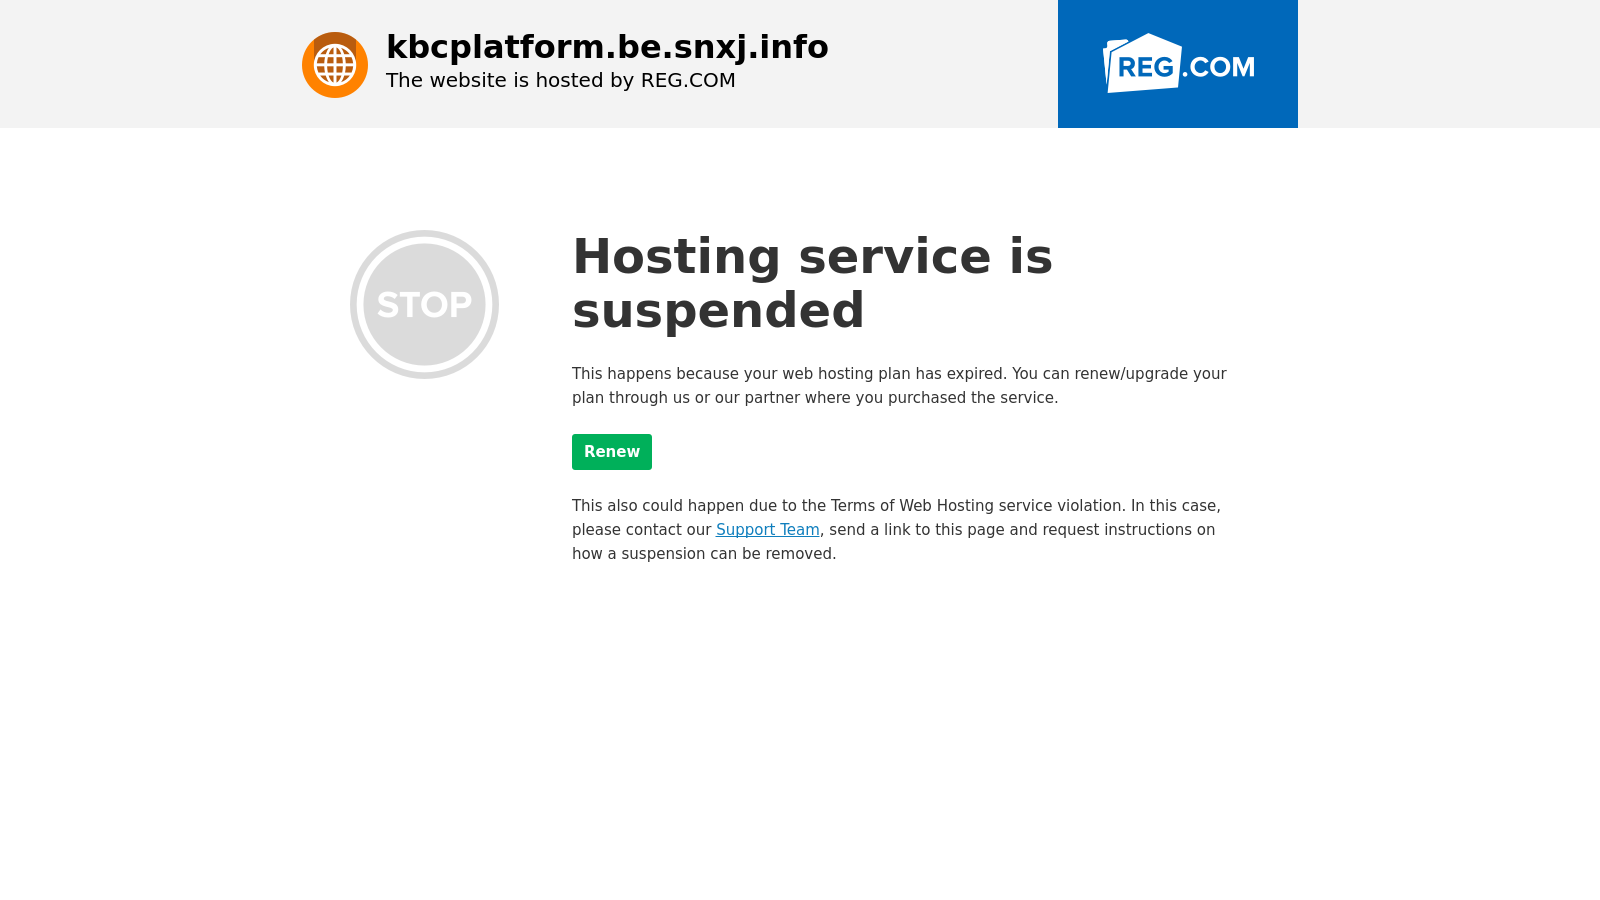 kbcplatform.be.snxj.info
The website is hosted by REG.COM
REG.COM
STOP
Hosting service is
suspended
This happens because your web hosting plan has expired. You can renew/upgrade your
plan through us or our partner where you purchased the service.
Renew
This also could happen due to the Terms of Web Hosting service violation. In this case,
please contact our Support Team, send a link to this page and request instructions on
how a suspension can be removed.